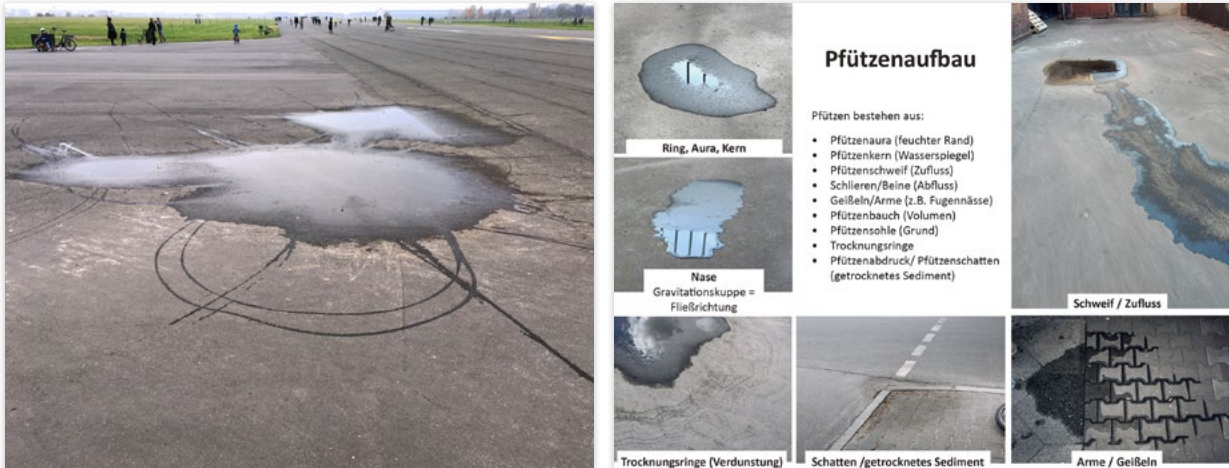 Pfützenaufbau
Pfützen bestehen aus:
• Pfützenaura (feuchter Rand)
• Pfützenkern (Wasserspiegel)
• Pfützenschweif (Zufluss)
• Schlieren/Beine (Abfluss)
• Geißeln/Arme (z.B. Fugennässe)
• Pfützenbauch (Volumen)
• Pfützensohle (Grund)
• Trocknungsringe
• Pfützenabdruck/ Pfützenschatten
(getrocknetes Sediment)
Ring, Aura, Kern
Nase
Gravitationskuppe =
Fließrichtung
Schweif / Zufluss
Trocknungsringe (Verdunstung)
Schatten /getrocknetes Sediment
Arme / Geißeln